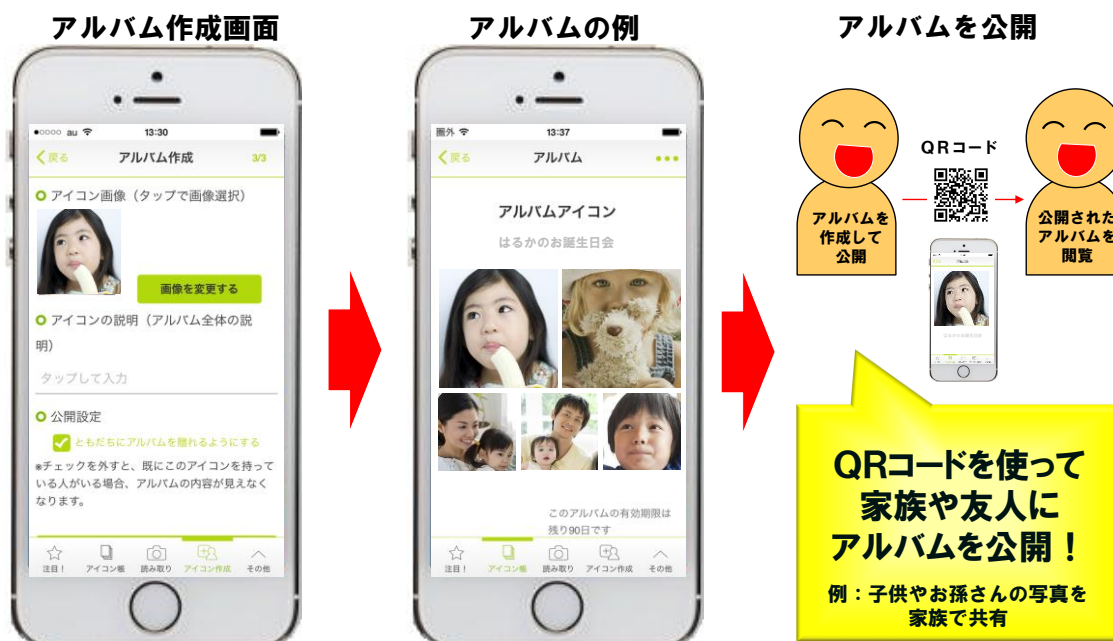 アルバム作成画面
●○○○○ au
13:30
戻る
アルバム作成
3/3
アイコン画像（タップで画像選択）
画像を変更する
アイコンの説明（アルバム全体の説
明）
タップして入力
公開設定
ともだちにアルバムを贈れるようにする
※チェックを外すと、既にこのアイコンを持って
いる人がいる場合、アルバムの内容が見えなく
なります。
注目！
アイコン帳
読み取り
アイコン作成
その他
アルバムの例
圏外
13:37
戻る
アルバム
アルバムアイコン
はるかのお誕生日会
このアルバムの有効期限は
残り90日です
注目！
アイコン帳
読み取り
アイコン作成
その他
アルバムを公開
QRコード
アルバムを
作成して
公開
公開された
アルバムを
閲覧
QRコードを使って
家族や友人に
アルバムを公開！
例：子供やお孫さんの写真を
家族で共有